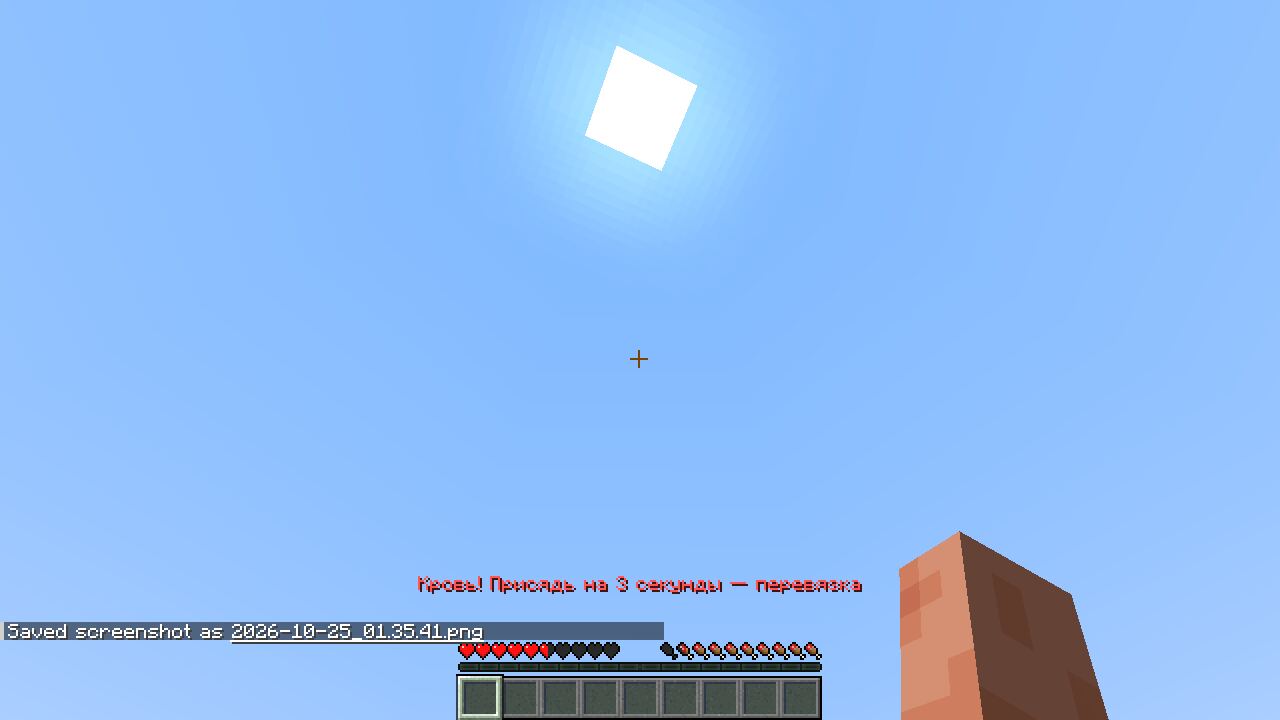 Кровь! Присядь на 3 секунды — перевязка
Saved screenshot as 2026-10-25_01.35.41.png